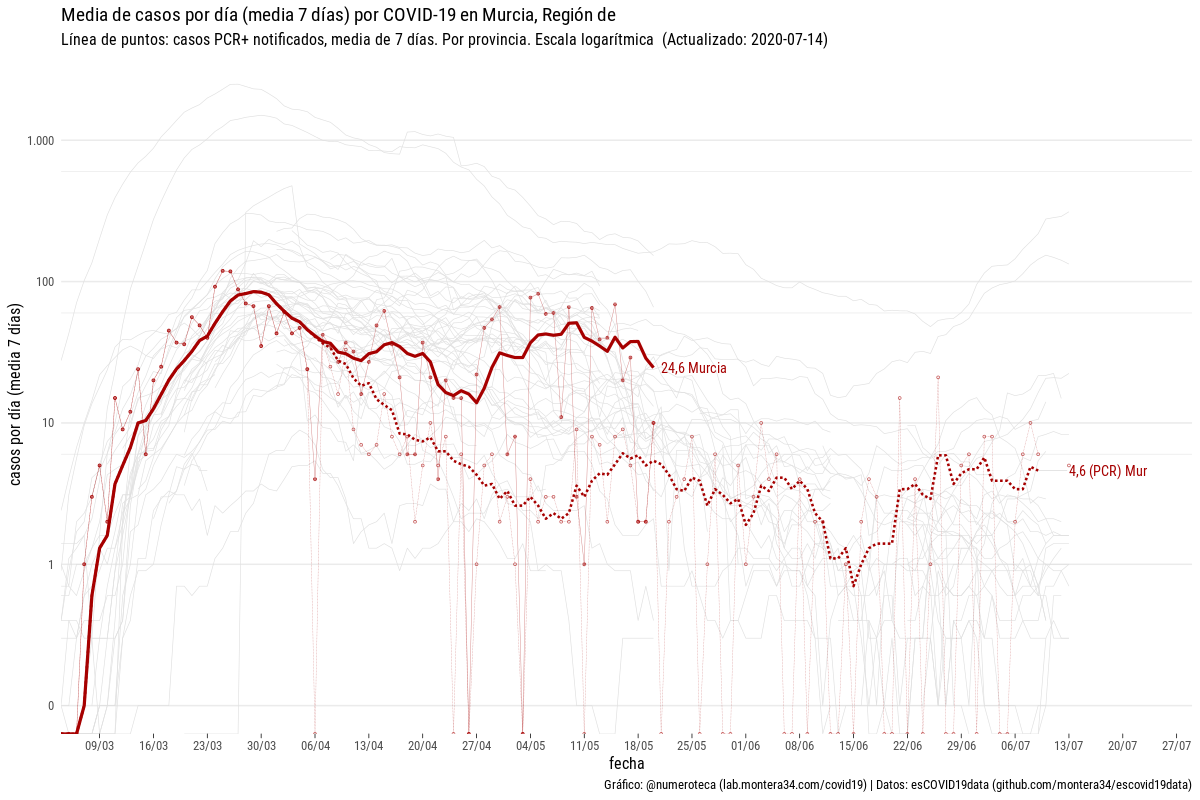 Media de casos por día (media 7 días) por COVID-19 en Murcia, Región de
Línea de puntos: casos PCR+ notificados, media de 7 días. Por provincia. Escala logarítmica (Actualizado: 2020-07-14)
casos por día (media 7 días)
1.000
100
10
1
0
24,6 Murcia
4,6 (PCR) Mur
09/03 16/03 23/03 30/03 06/04 13/04 20/04 27/04 04/05 11/05 18/05 25/05 01/06 08/06 15/06 22/06 29/06 06/07 13/07 20/07 27/07
fecha
Gráfico: @numeroteca (lab.montera34.com/covid19) | Datos: esCOVID19data (github.com/montera34/escovid19data)